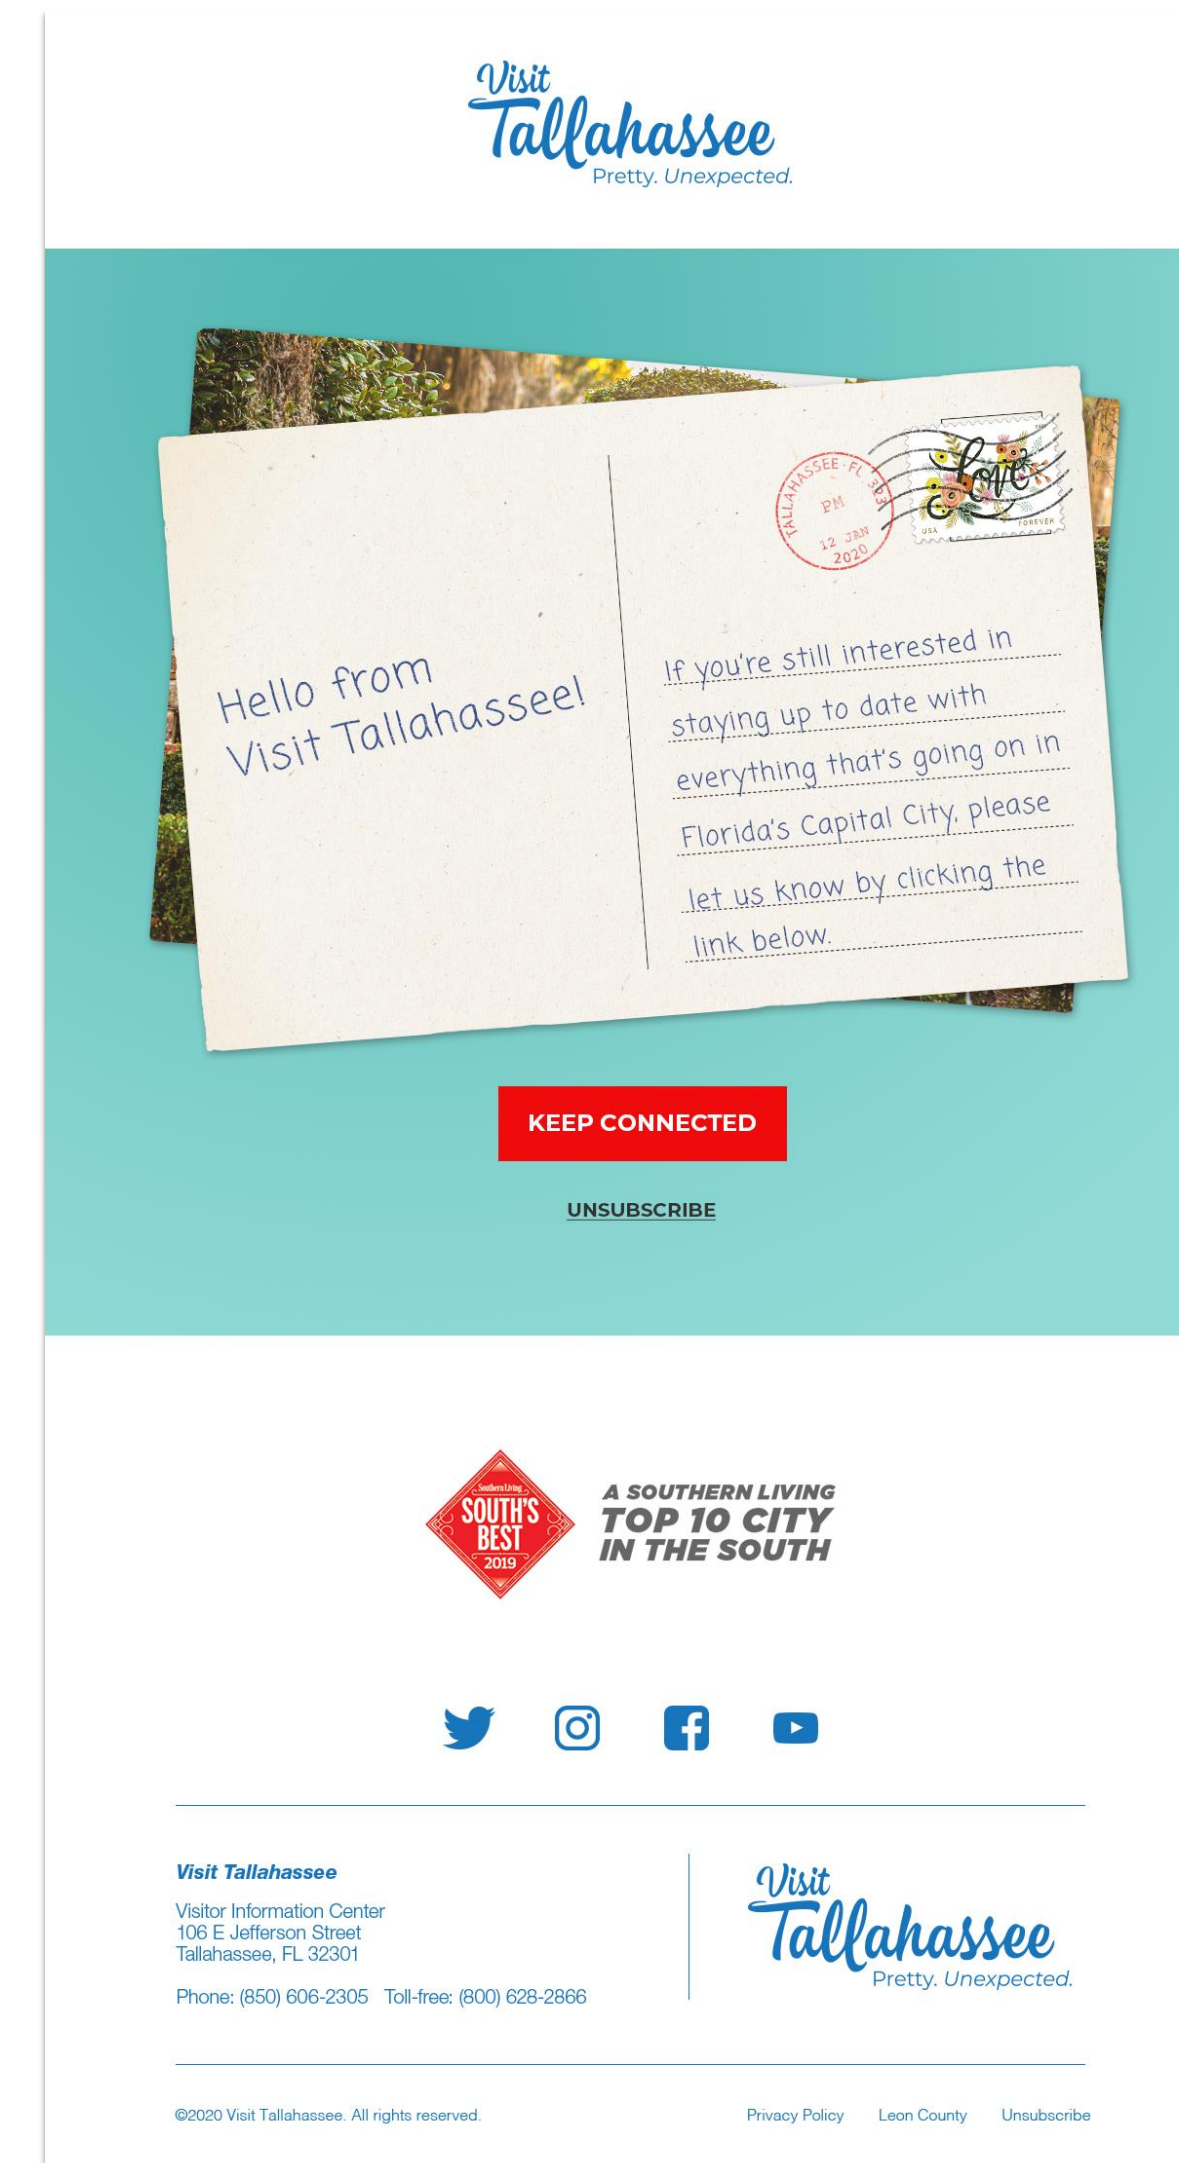 Visit
Tallahassee
Pretty. Unexpected.
TALLAHASSEE · FL 323
PM
12 JAN
2020
love
USA
FOREVER
Hello from
Visit Tallahassee!
If you're still interested in
staying up to date with
everything that's going on in
Florida's Capital City, please
let us know by clicking the
link below.
KEEP CONNECTED
UNSUBSCRIBE
Southern Living
SOUTH'S
BEST
2019
A SOUTHERN LIVING
TOP 10 CITY
IN THE SOUTH
Visit Tallahassee
Visitor Information Center
106 E Jefferson Street
Tallahassee, FL 32301
Phone: (850) 606-2305 Toll-free: (800) 628-2866
Visit
Tallahassee
Pretty. Unexpected.
©2020 Visit Tallahassee. All rights reserved.
Privacy Policy Leon County Unsubscribe